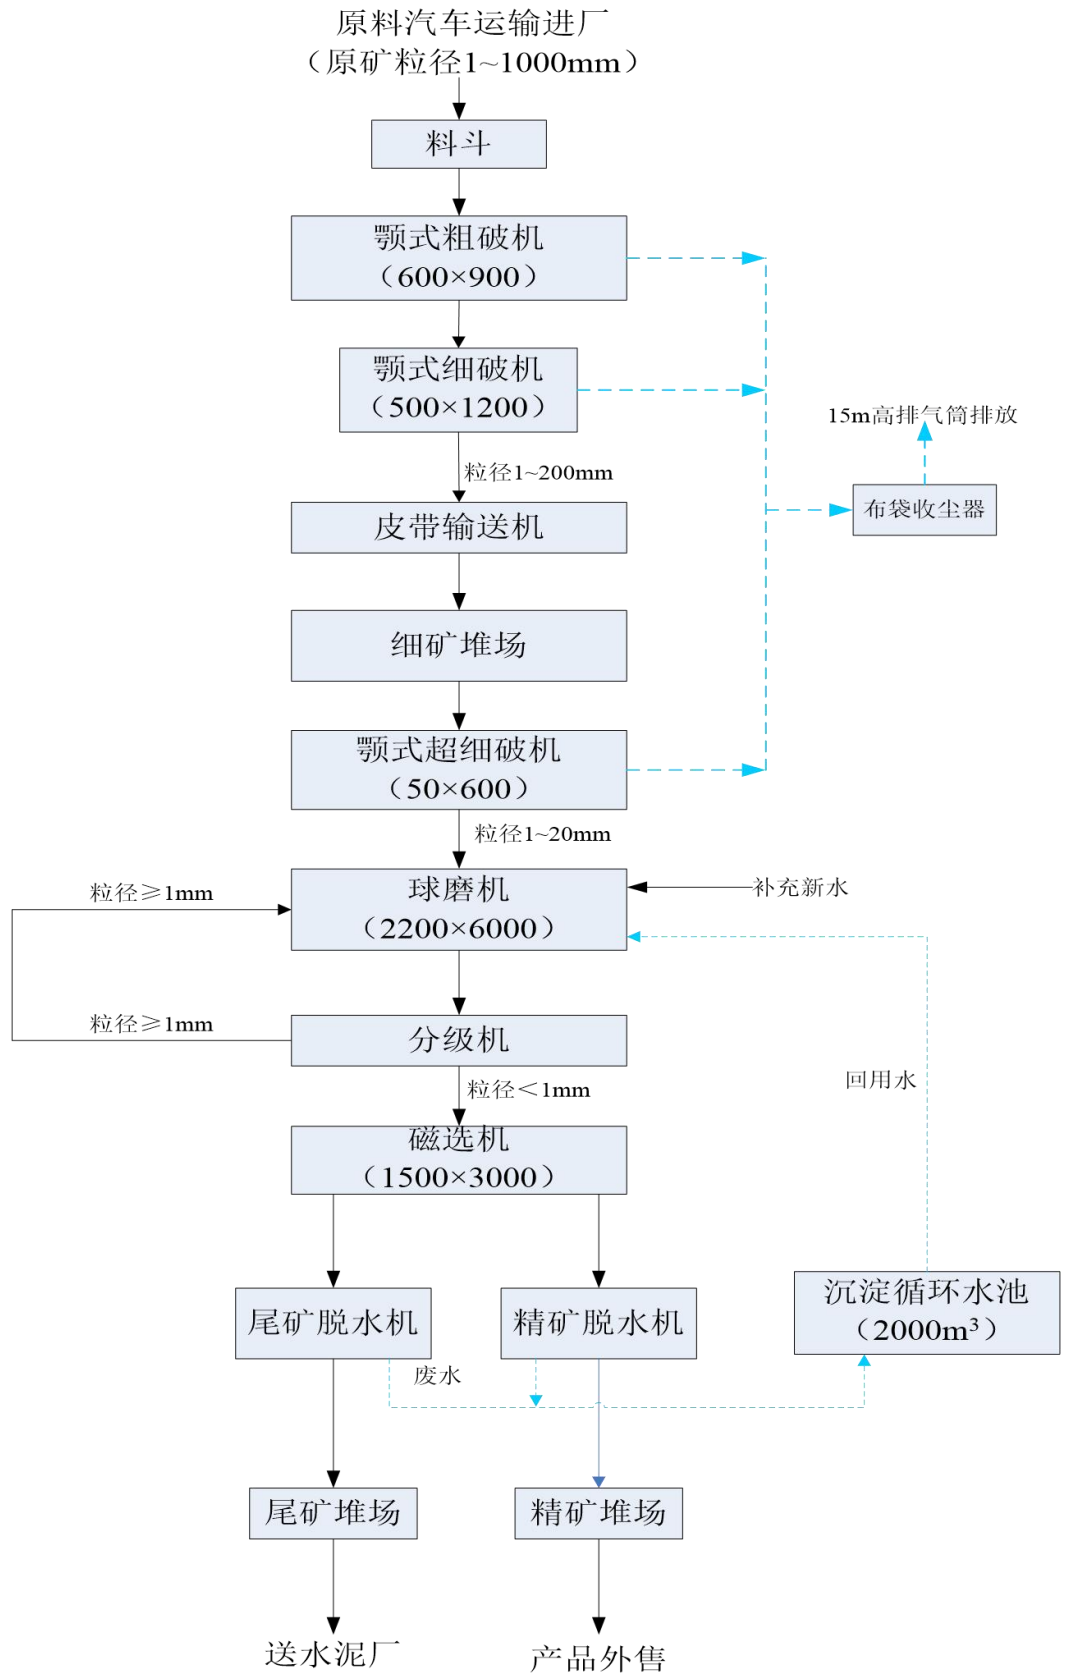 原料汽车运输进厂
（原矿粒径1~1000mm）
料斗
颚式粗破机
（600×900）
颚式细破机
（500×1200）
15m高排气筒排放
粒径1~200mm
布袋收尘器
皮带输送机
细矿堆场
颚式超细破机
（50×600）
粒径1~20mm
粒径≥1mm
球磨机
（2200×6000）
补充新水
粒径≥1mm
分级机
回用水
粒径＜1mm
磁选机
（1500×3000）
尾矿脱水机
精矿脱水机
沉淀循环水池
（2000m³）
废水
尾矿堆场
精矿堆场
送水泥厂
产品外售